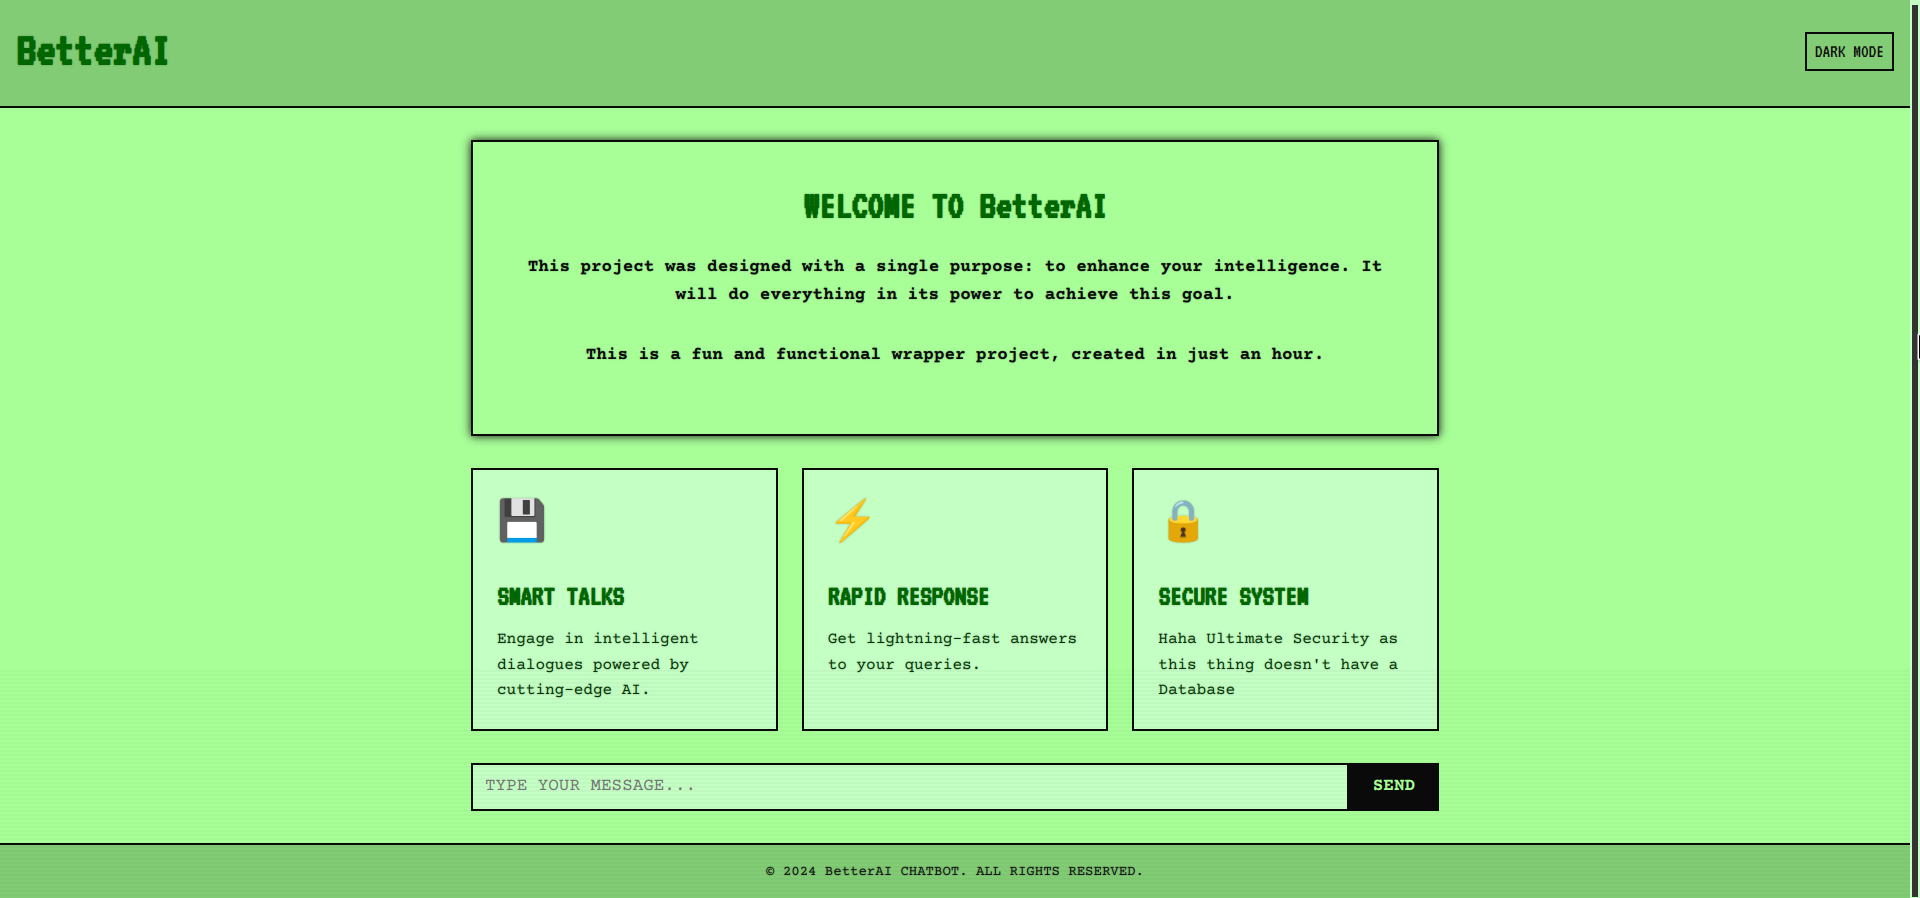 BetterAI
DARK MODE
WELCOME TO BetterAI
This project was designed with a single purpose: to enhance your intelligence. It
will do everything in its power to achieve this goal.
This is a fun and functional wrapper project, created in just an hour.
SMART TALKS
Engage in intelligent
dialogues powered by
cutting-edge AI.
RAPID RESPONSE
Get lightning-fast answers
to your queries.
SECURE SYSTEM
Haha Ultimate Security as
this thing doesn't have a
Database
TYPE YOUR MESSAGE...
SEND
© 2024 BetterAI CHATBOT. ALL RIGHTS RESERVED.